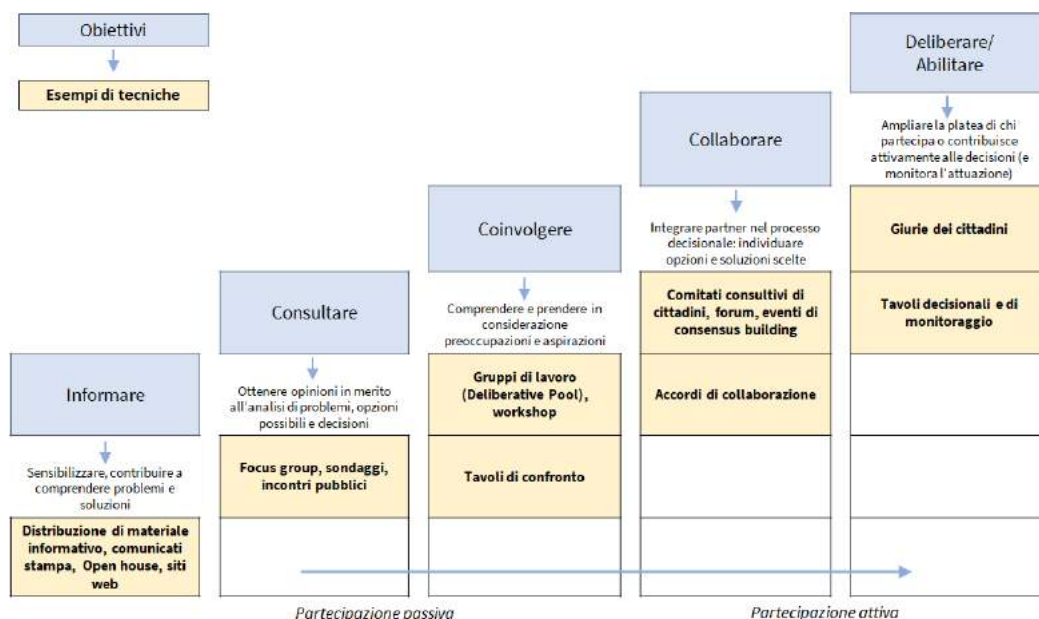 Obiettivi
Esempi di tecniche
Informare
Sensibilizzare, contribuire a
comprendere problemi e
soluzioni
Distribuzione di materiale
informativo, comunicati
stampa, Open house, siti
web
Consultare
Ottenere opinioni in merito
all'analisi di problemi, opzioni
possibili e decisioni
Focus group, sondaggi,
incontri pubblici
Coinvolgere
Comprendere e prendere in
considerazione
preoccupazioni e aspirazioni
Gruppi di lavoro
(Deliberative Pool),
workshop
Tavoli di confronto
Collaborare
Integrare partner nel processo
decisionale: individuare
opzioni e soluzioni scelte
Comitati consultivi di
cittadini, forum, eventi di
consensus building
Accordi di collaborazione
Deliberare/
Abilitare
Ampliare la platea di chi
partecipa o contribuisce
attivamente alle decisioni (e
monitora l'attuazione)
Giurie dei cittadini
Tavoli decisionali e di
monitoraggio
Partecipazione passiva
Partecipazione attiva